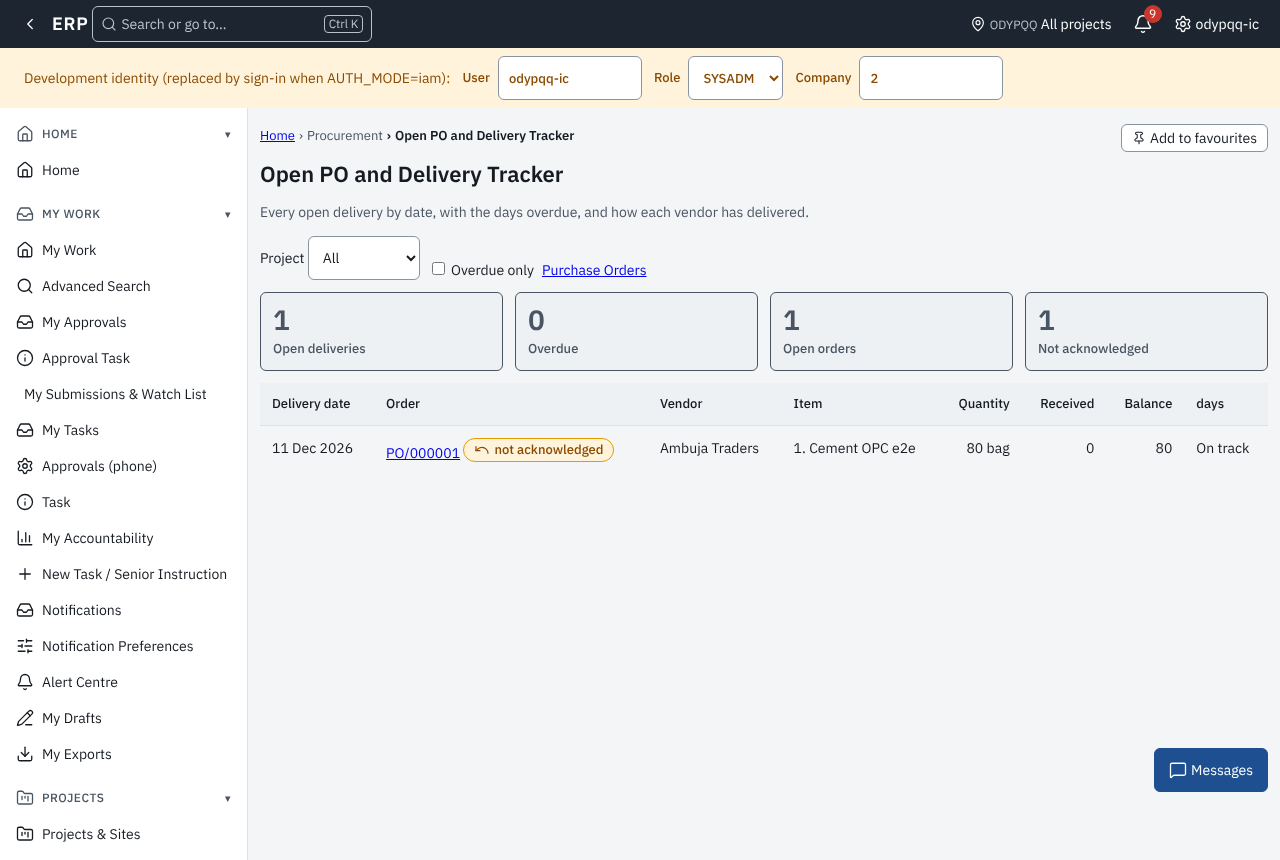 ERP
Search or go to…
Ctrl K
ODYPQQ All projects
9
odypqq-ic
Development identity (replaced by sign-in when AUTH_MODE=iam):
User
odypqq-ic
Role
SYSADM
Company
2
HOME
Home
MY WORK
My Work
Advanced Search
My Approvals
Approval Task
My Submissions & Watch List
My Tasks
Approvals (phone)
Task
My Accountability
New Task / Senior Instruction
Notifications
Notification Preferences
Alert Centre
My Drafts
My Exports
PROJECTS
Projects & Sites
Home › Procurement › Open PO and Delivery Tracker
Add to favourites
Open PO and Delivery Tracker
Every open delivery by date, with the days overdue, and how each vendor has delivered.
Project
All
Overdue only
Purchase Orders
1
Open deliveries
0
Overdue
1
Open orders
1
Not acknowledged
Delivery date Order Vendor Item Quantity Received Balance days
11 Dec 2026 PO/000001 not acknowledged Ambuja Traders 1. Cement OPC e2e 80 bag 0 80 On track
Messages